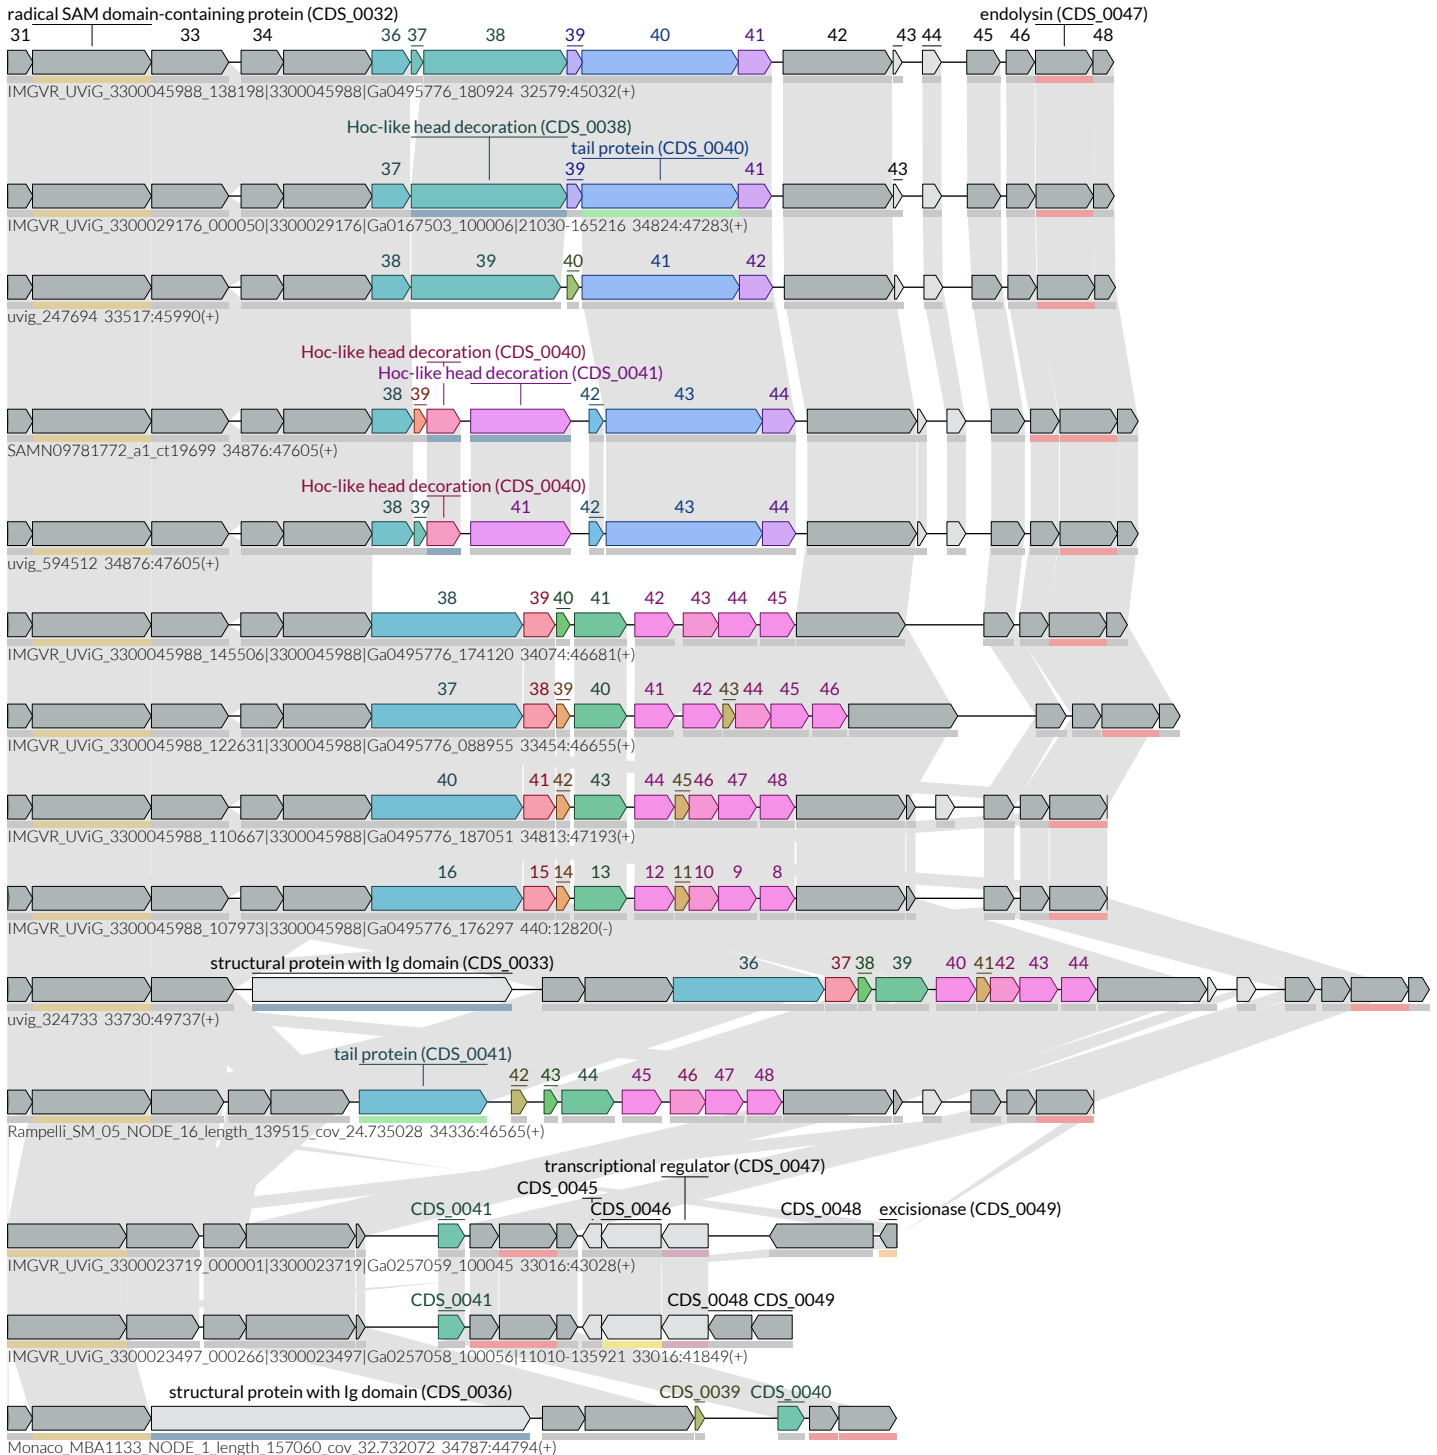 radical SAM domain-containing protein (CDS_0032) endolysin (CDS_0047)
31 33 34 36 37 38 39 40 41 42 43 44 45 46 48
IMGVR_UViG_3300045988_138198|3300045988|Ga0495776_180924 32579:45032(+)
Hoc-like head decoration (CDS_0038)
tail protein (CDS_0040)
37 39 41 43
IMGVR_UViG_3300029176_000050|3300029176|Ga0167503_100006|21030-165216 34824:47283(+)
38 39 40 41 42
uvig_247694 33517:45990(+)
Hoc-like head decoration (CDS_0040)
Hoc-like head decoration (CDS_0041)
38 39 42 43 44
SAMN09781772_a1_ct19699 34876:47605(+)
Hoc-like head decoration (CDS_0040)
38 39 41 42 43 44
uvig_594512 34876:47605(+)
38 39 40 41 42 43 44 45
IMGVR_UViG_3300045988_145506|3300045988|Ga0495776_174120 34074:46681(+)
37 38 39 40 41 42 43 44 45 46
IMGVR_UViG_3300045988_122631|3300045988|Ga0495776_088955 33454:46655(+)
40 41 42 43 44 45 46 47 48
IMGVR_UViG_3300045988_110667|3300045988|Ga0495776_187051 34813:47193(+)
16 15 14 13 12 11 10 9 8
IMGVR_UViG_3300045988_107973|3300045988|Ga0495776_176297 440:12820(-)
structural protein with Ig domain (CDS_0033) 36 37 38 39 40 41 42 43 44
uvig_324733 33730:49737(+)
tail protein (CDS_0041)
42 43 44 45 46 47 48
Rampelli_SM_05_NODE_16_length_139515_cov_24.735028 34336:46565(+)
transcriptional regulator (CDS_0047)
CDS_0045
CDS_0041 CDS_0046 CDS_0048 excisionase (CDS_0049)
IMGVR_UViG_3300023719_000001|3300023719|Ga0257059_100045 33016:43028(+)
CDS_0041 CDS_0048 CDS_0049
IMGVR_UViG_3300023497_000266|3300023497|Ga0257058_100056|11010-135921 33016:41849(+)
structural protein with Ig domain (CDS_0036) CDS_0039 CDS_0040
Monaco_MBA1133_NODE_1_length_157060_cov_32.732072 34787:44794(+)